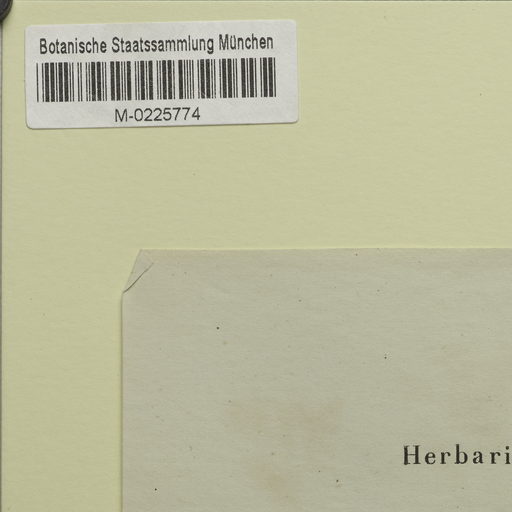 Botanische Staatssammlung München
M-0225774
Herbari